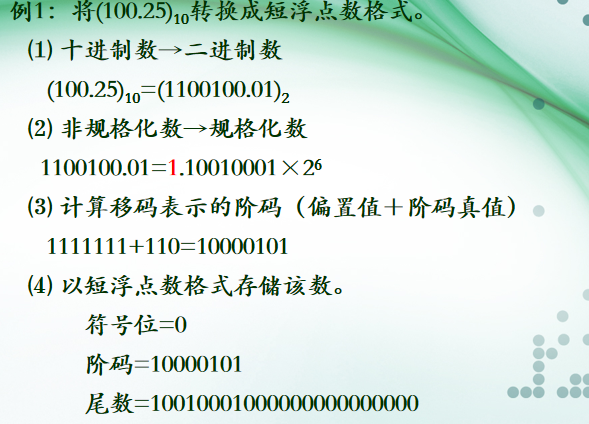 例1：将(100.25)₁₀转换成短浮点数格式。
(1) 十进制数→二进制数
(100.25)₁₀=(1100100.01)₂
(2) 非规格化数→规格化数
1100100.01=1.10010001×2⁶
(3) 计算移码表示的阶码（偏置值＋阶码真值）
1111111+110=10000101
(4) 以短浮点数格式存储该数。
符号位=0
阶码=10000101
尾数=10010001000000000000000